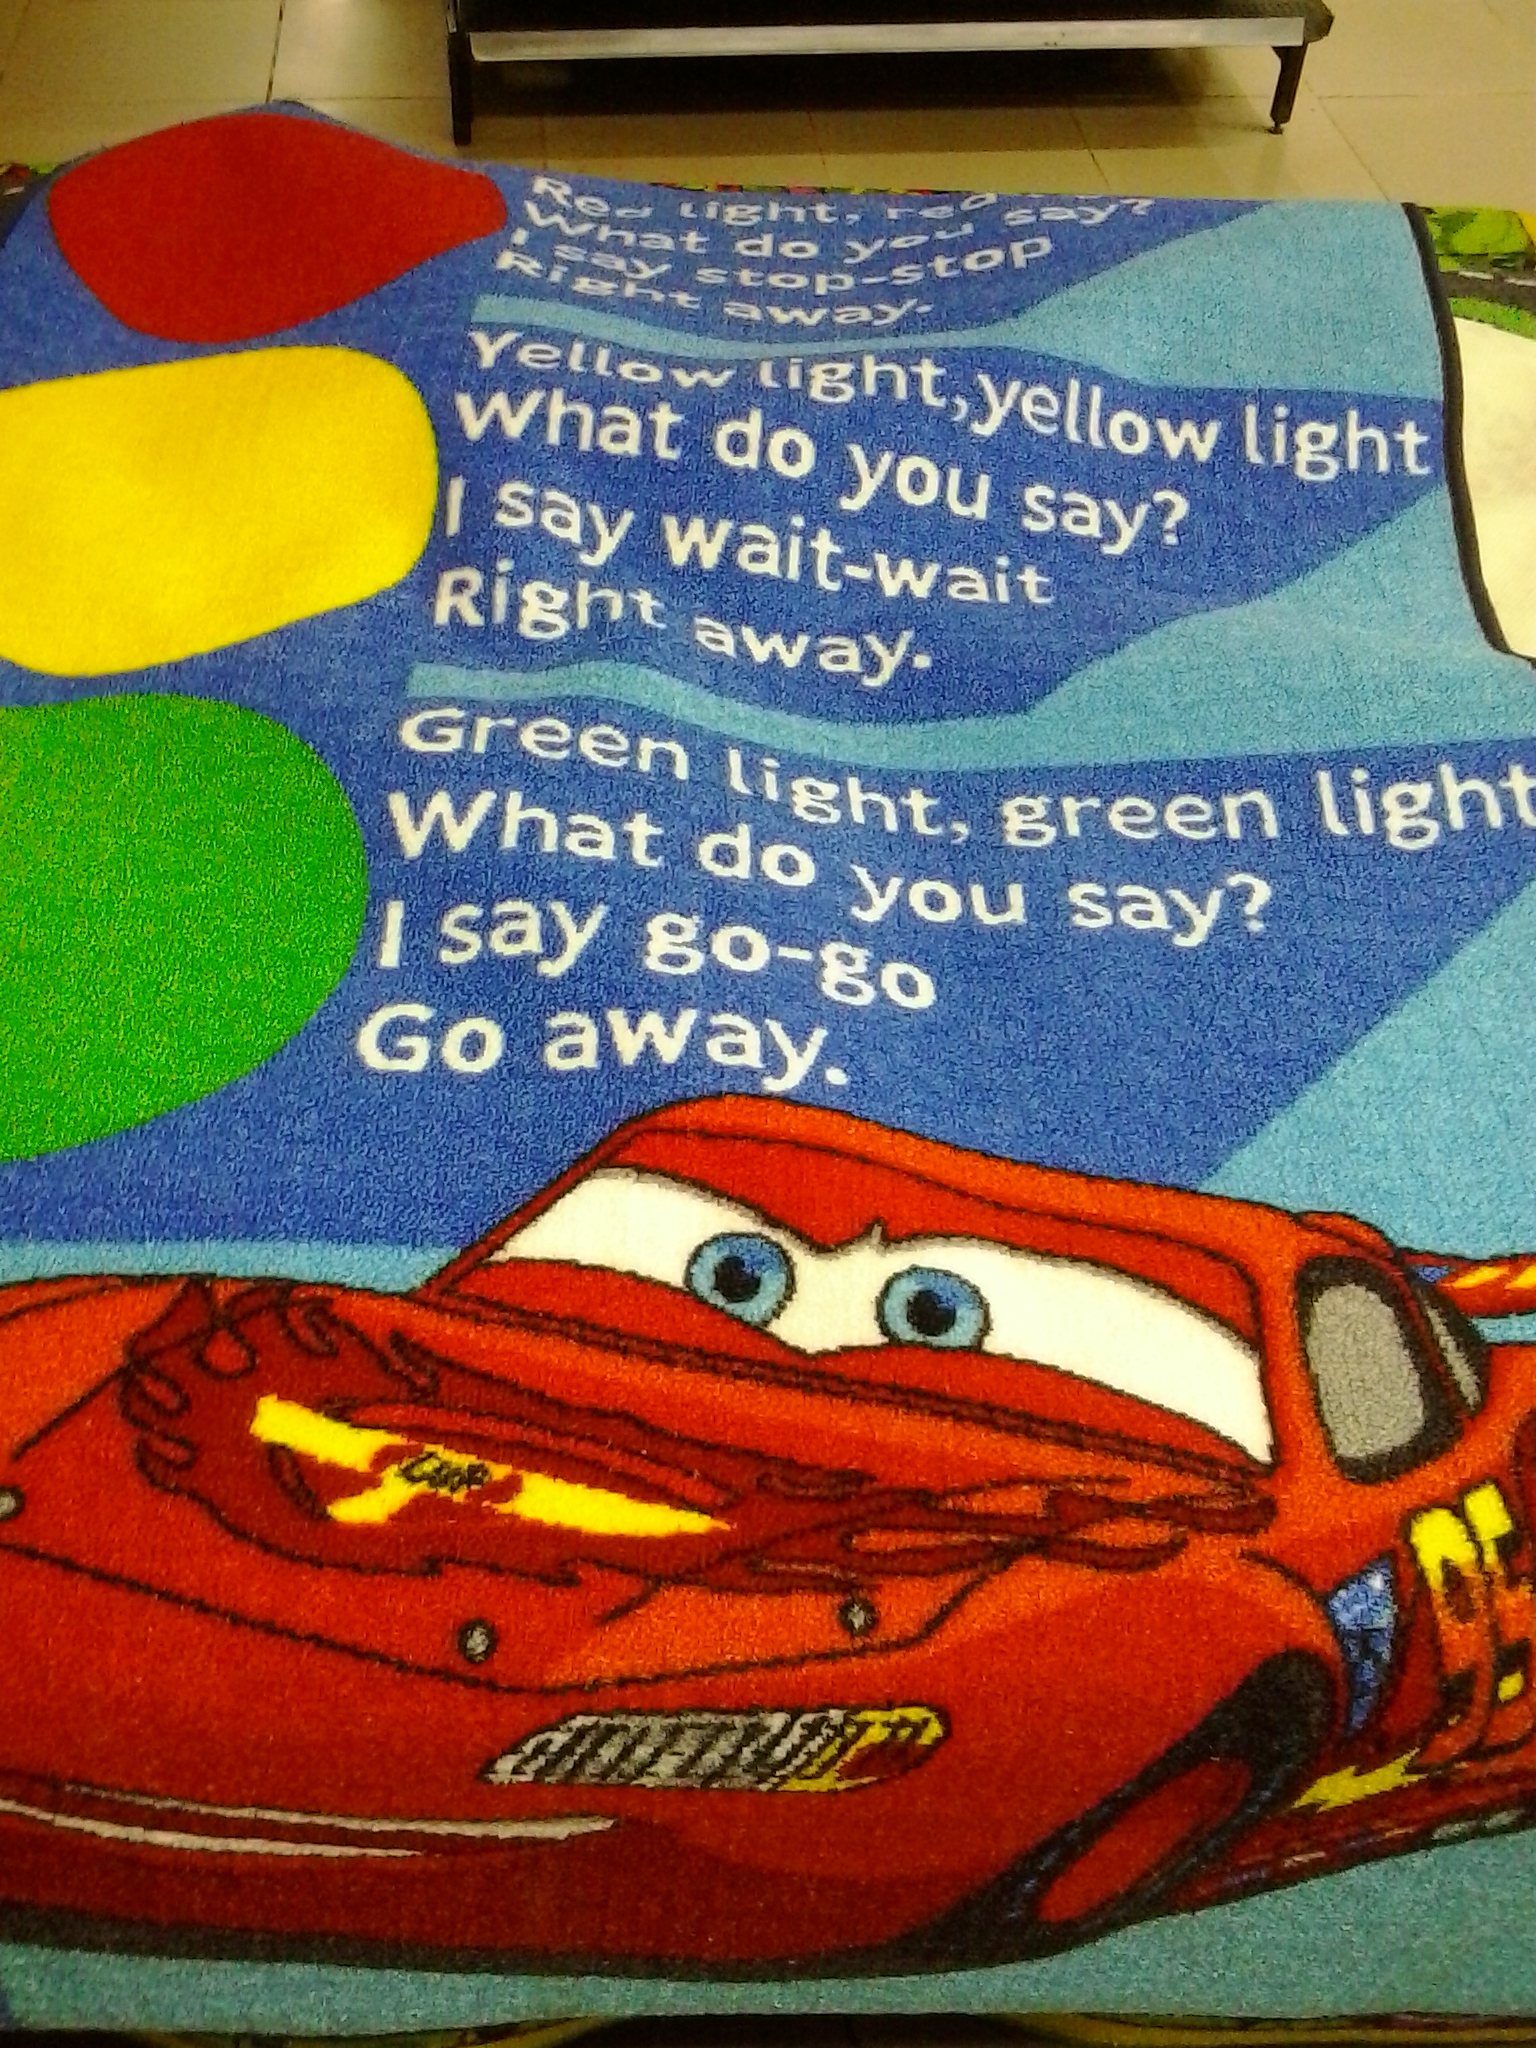 Red light, red
What do you say?
I say stop-stop
Right away.
Yellow light, yellow light
What do you say?
I say wait-wait
Right away.
Green light, green light
What do you say?
I say go-go
Go away.